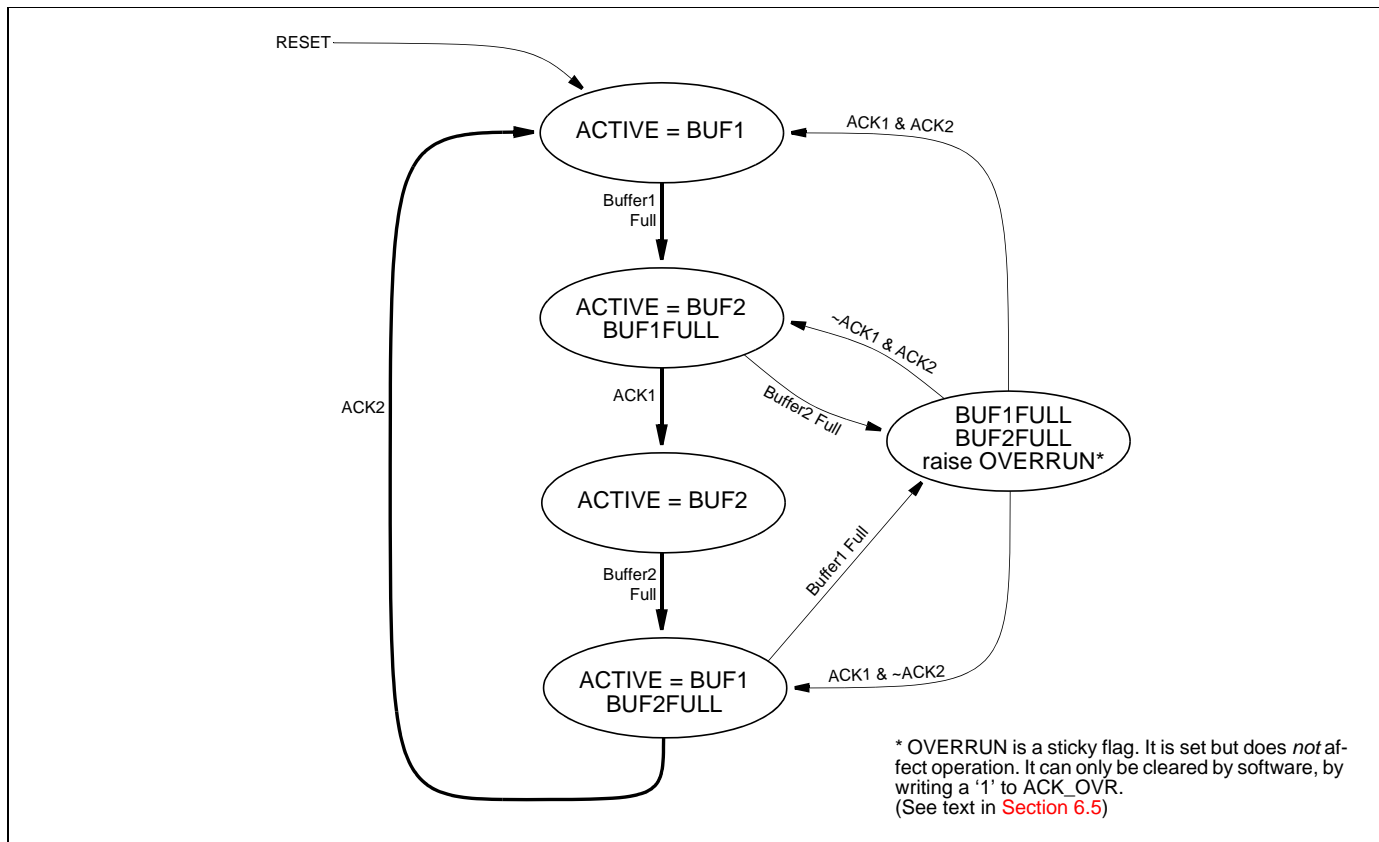 RESET
ACTIVE = BUF1
ACK1 & ACK2
Buffer1
Full
ACTIVE = BUF2
BUF1FULL
~ACK1 & ACK2
Buffer2 Full
ACK2
ACK1
BUF1FULL
BUF2FULL
raise OVERRUN*
ACTIVE = BUF2
Buffer2
Full
Buffer1 Full
ACTIVE = BUF1
BUF2FULL
ACK1 & ~ACK2
* OVERRUN is a sticky flag. It is set but does not af-
fect operation. It can only be cleared by software, by
writing a ‘1’ to ACK_OVR.
(See text in Section 6.5)